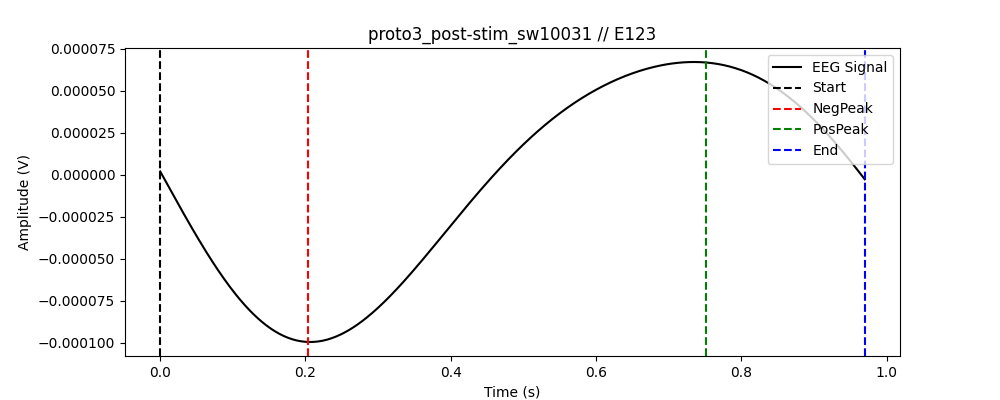 proto3_post-stim_sw10031 // E123
0.000075
0.000050
0.000025
0.000000
−0.000025
−0.000050
−0.000075
−0.000100
Amplitude (V)
EEG Signal
Start
NegPeak
PosPeak
End
0.0 0.2 0.4 0.6 0.8 1.0
Time (s)